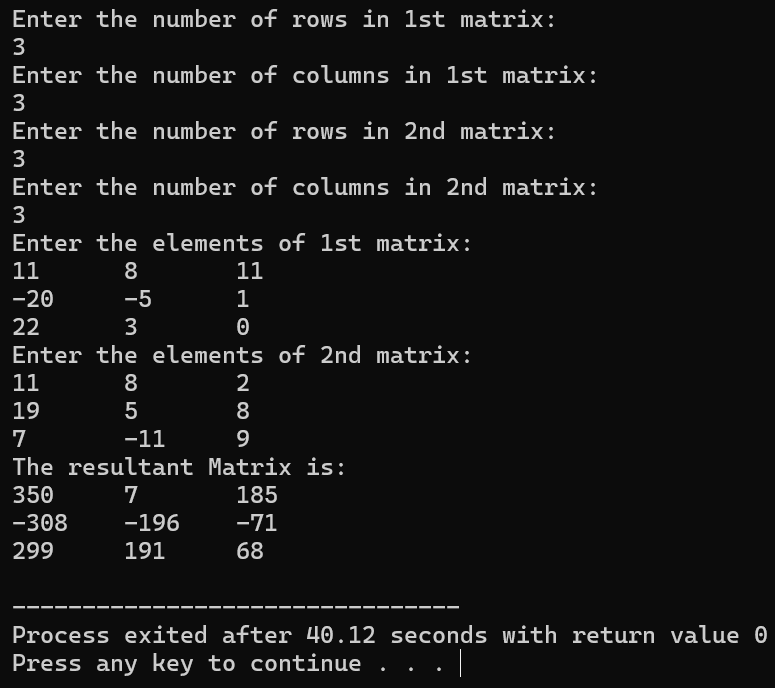 Enter the number of rows in 1st matrix:
3
Enter the number of columns in 1st matrix:
3
Enter the number of rows in 2nd matrix:
3
Enter the number of columns in 2nd matrix:
3
Enter the elements of 1st matrix:
11      8       11
-20     -5      1
22      3       0
Enter the elements of 2nd matrix:
11      8       2
19      5       8
7       -11     9
The resultant Matrix is:
350     7       185
-308    -196    -71
299     191     68

--------------------------------
Process exited after 40.12 seconds with return value 0
Press any key to continue . . .